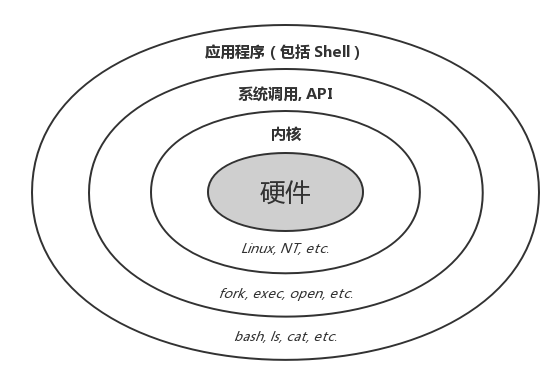 应用程序（包括 Shell）
系统调用, API
内核
硬件
Linux, NT, etc.
fork, exec, open, etc.
bash, ls, cat, etc.